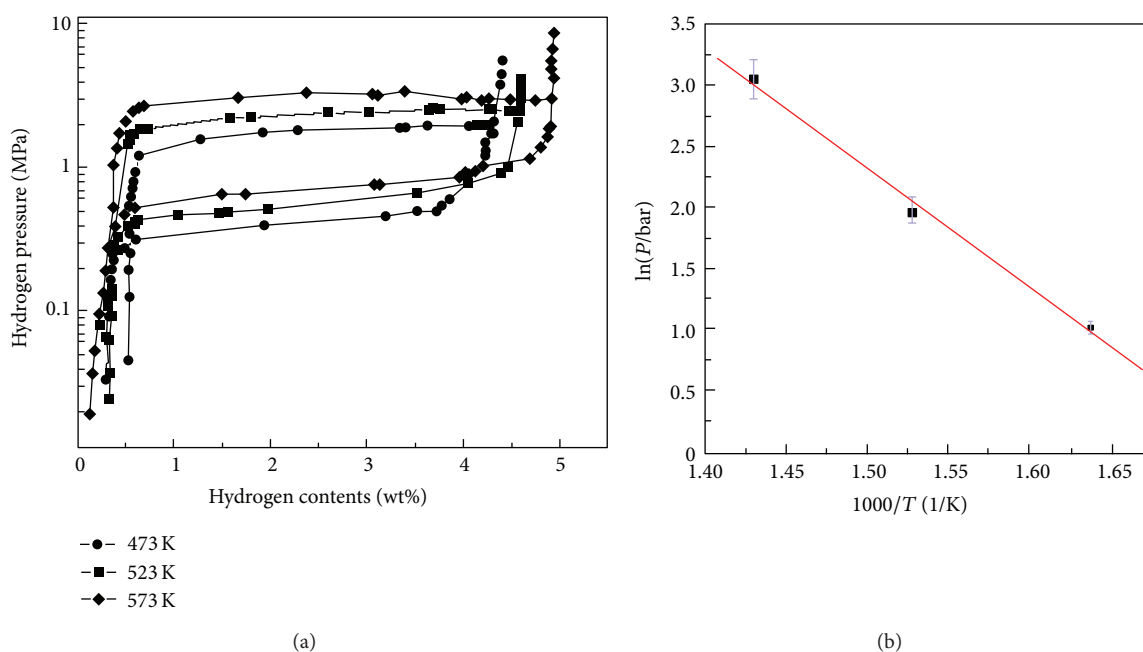 10
1
0.1
Hydrogen pressure (MPa)
0 1 2 3 4 5
Hydrogen contents (wt%)
473 K
523 K
573 K
(a)
3.5
3.0
2.5
2.0
1.5
1.0
0.5
0
ln(P/bar)
1.40 1.45 1.50 1.55 1.60 1.65
1000/T (1/K)
(b)